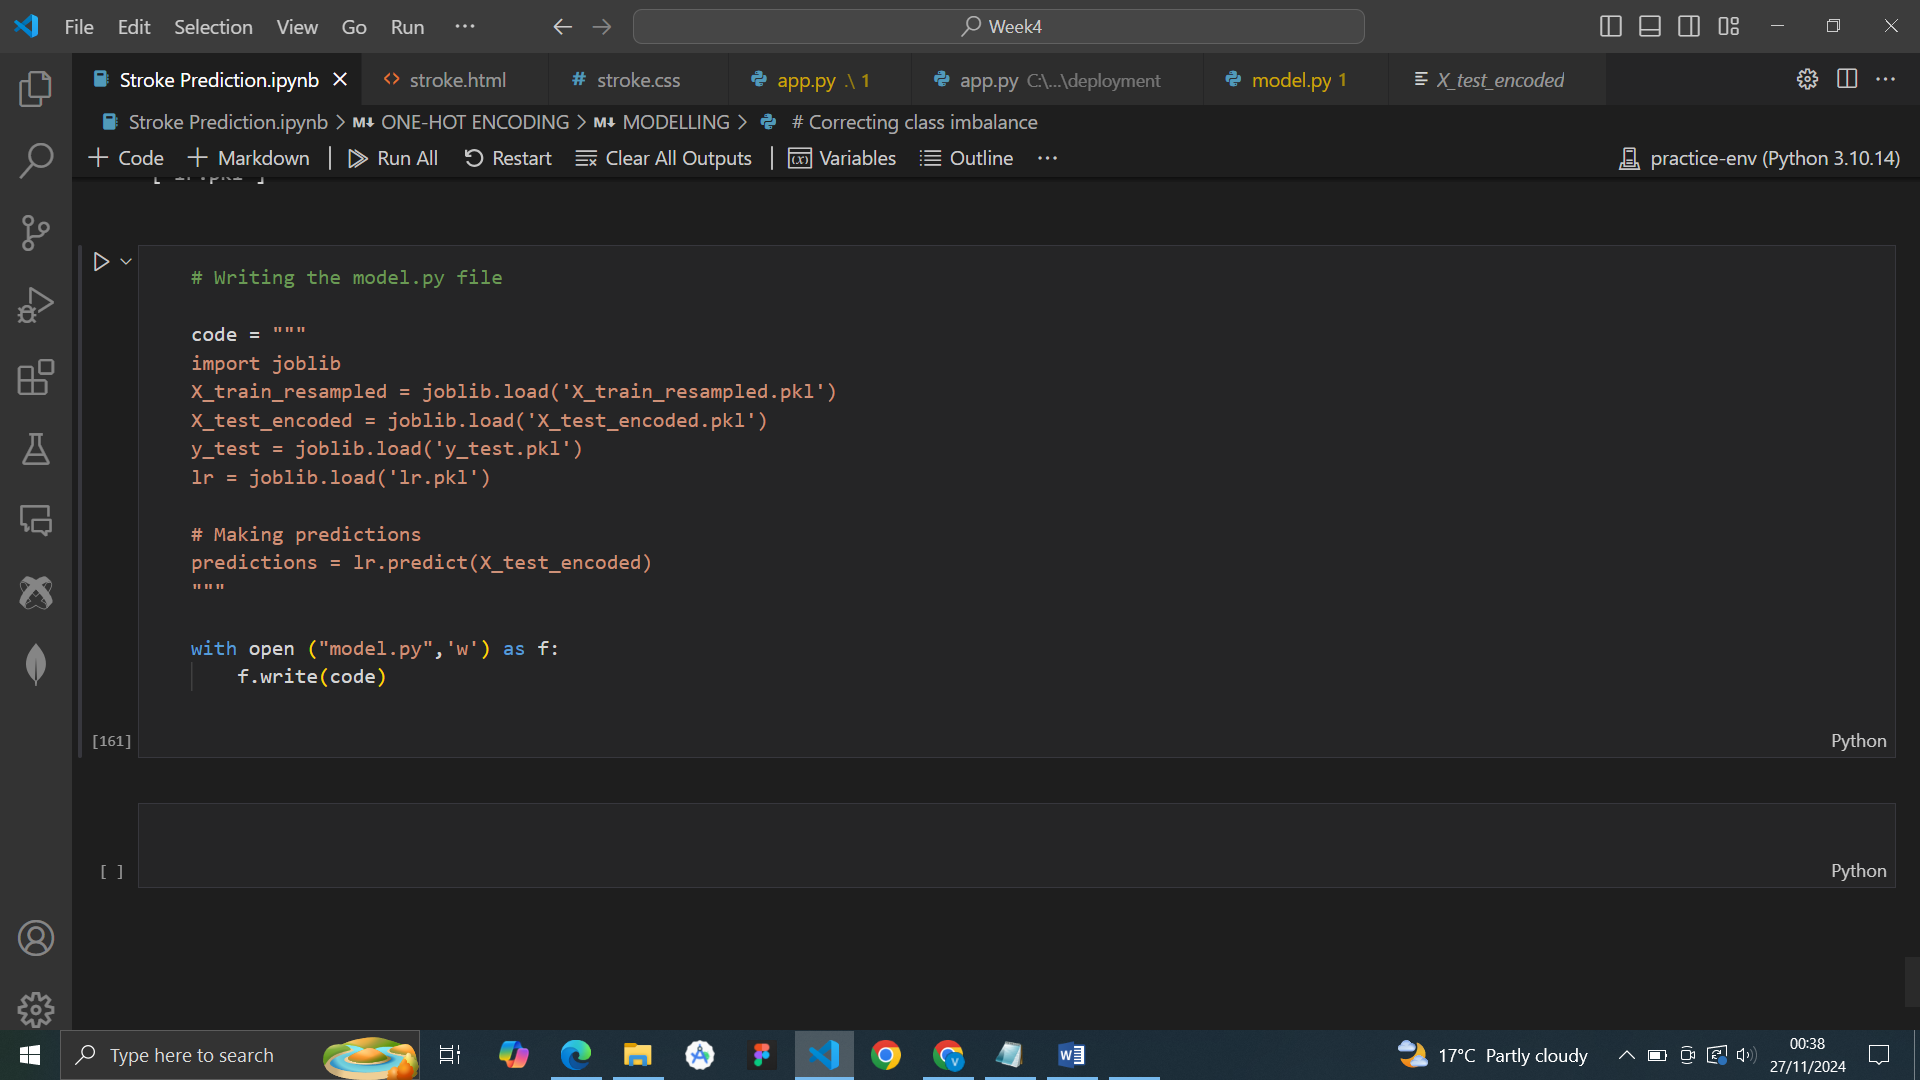 File Edit Selection View Go Run ··· Week4
Stroke Prediction.ipynb stroke.html # stroke.css app.py .\ 1 app.py C:\...\deployment model.py 1 X_test_encoded
Stroke Prediction.ipynb > M↓ ONE-HOT ENCODING > M↓ MODELLING > # Correcting class imbalance
+ Code + Markdown | Run All Restart Clear All Outputs | Variables Outline ··· practice-env (Python 3.10.14)
['lr.pkl']
# Writing the model.py file
code = """
import joblib
X_train_resampled = joblib.load('X_train_resampled.pkl')
X_test_encoded = joblib.load('X_test_encoded.pkl')
y_test = joblib.load('y_test.pkl')
lr = joblib.load('lr.pkl')
# Making predictions
predictions = lr.predict(X_test_encoded)
"""
with open ("model.py",'w') as f:
f.write(code)
[161] Python
[ ] Python
Type here to search 17°C Partly cloudy 00:38
27/11/2024